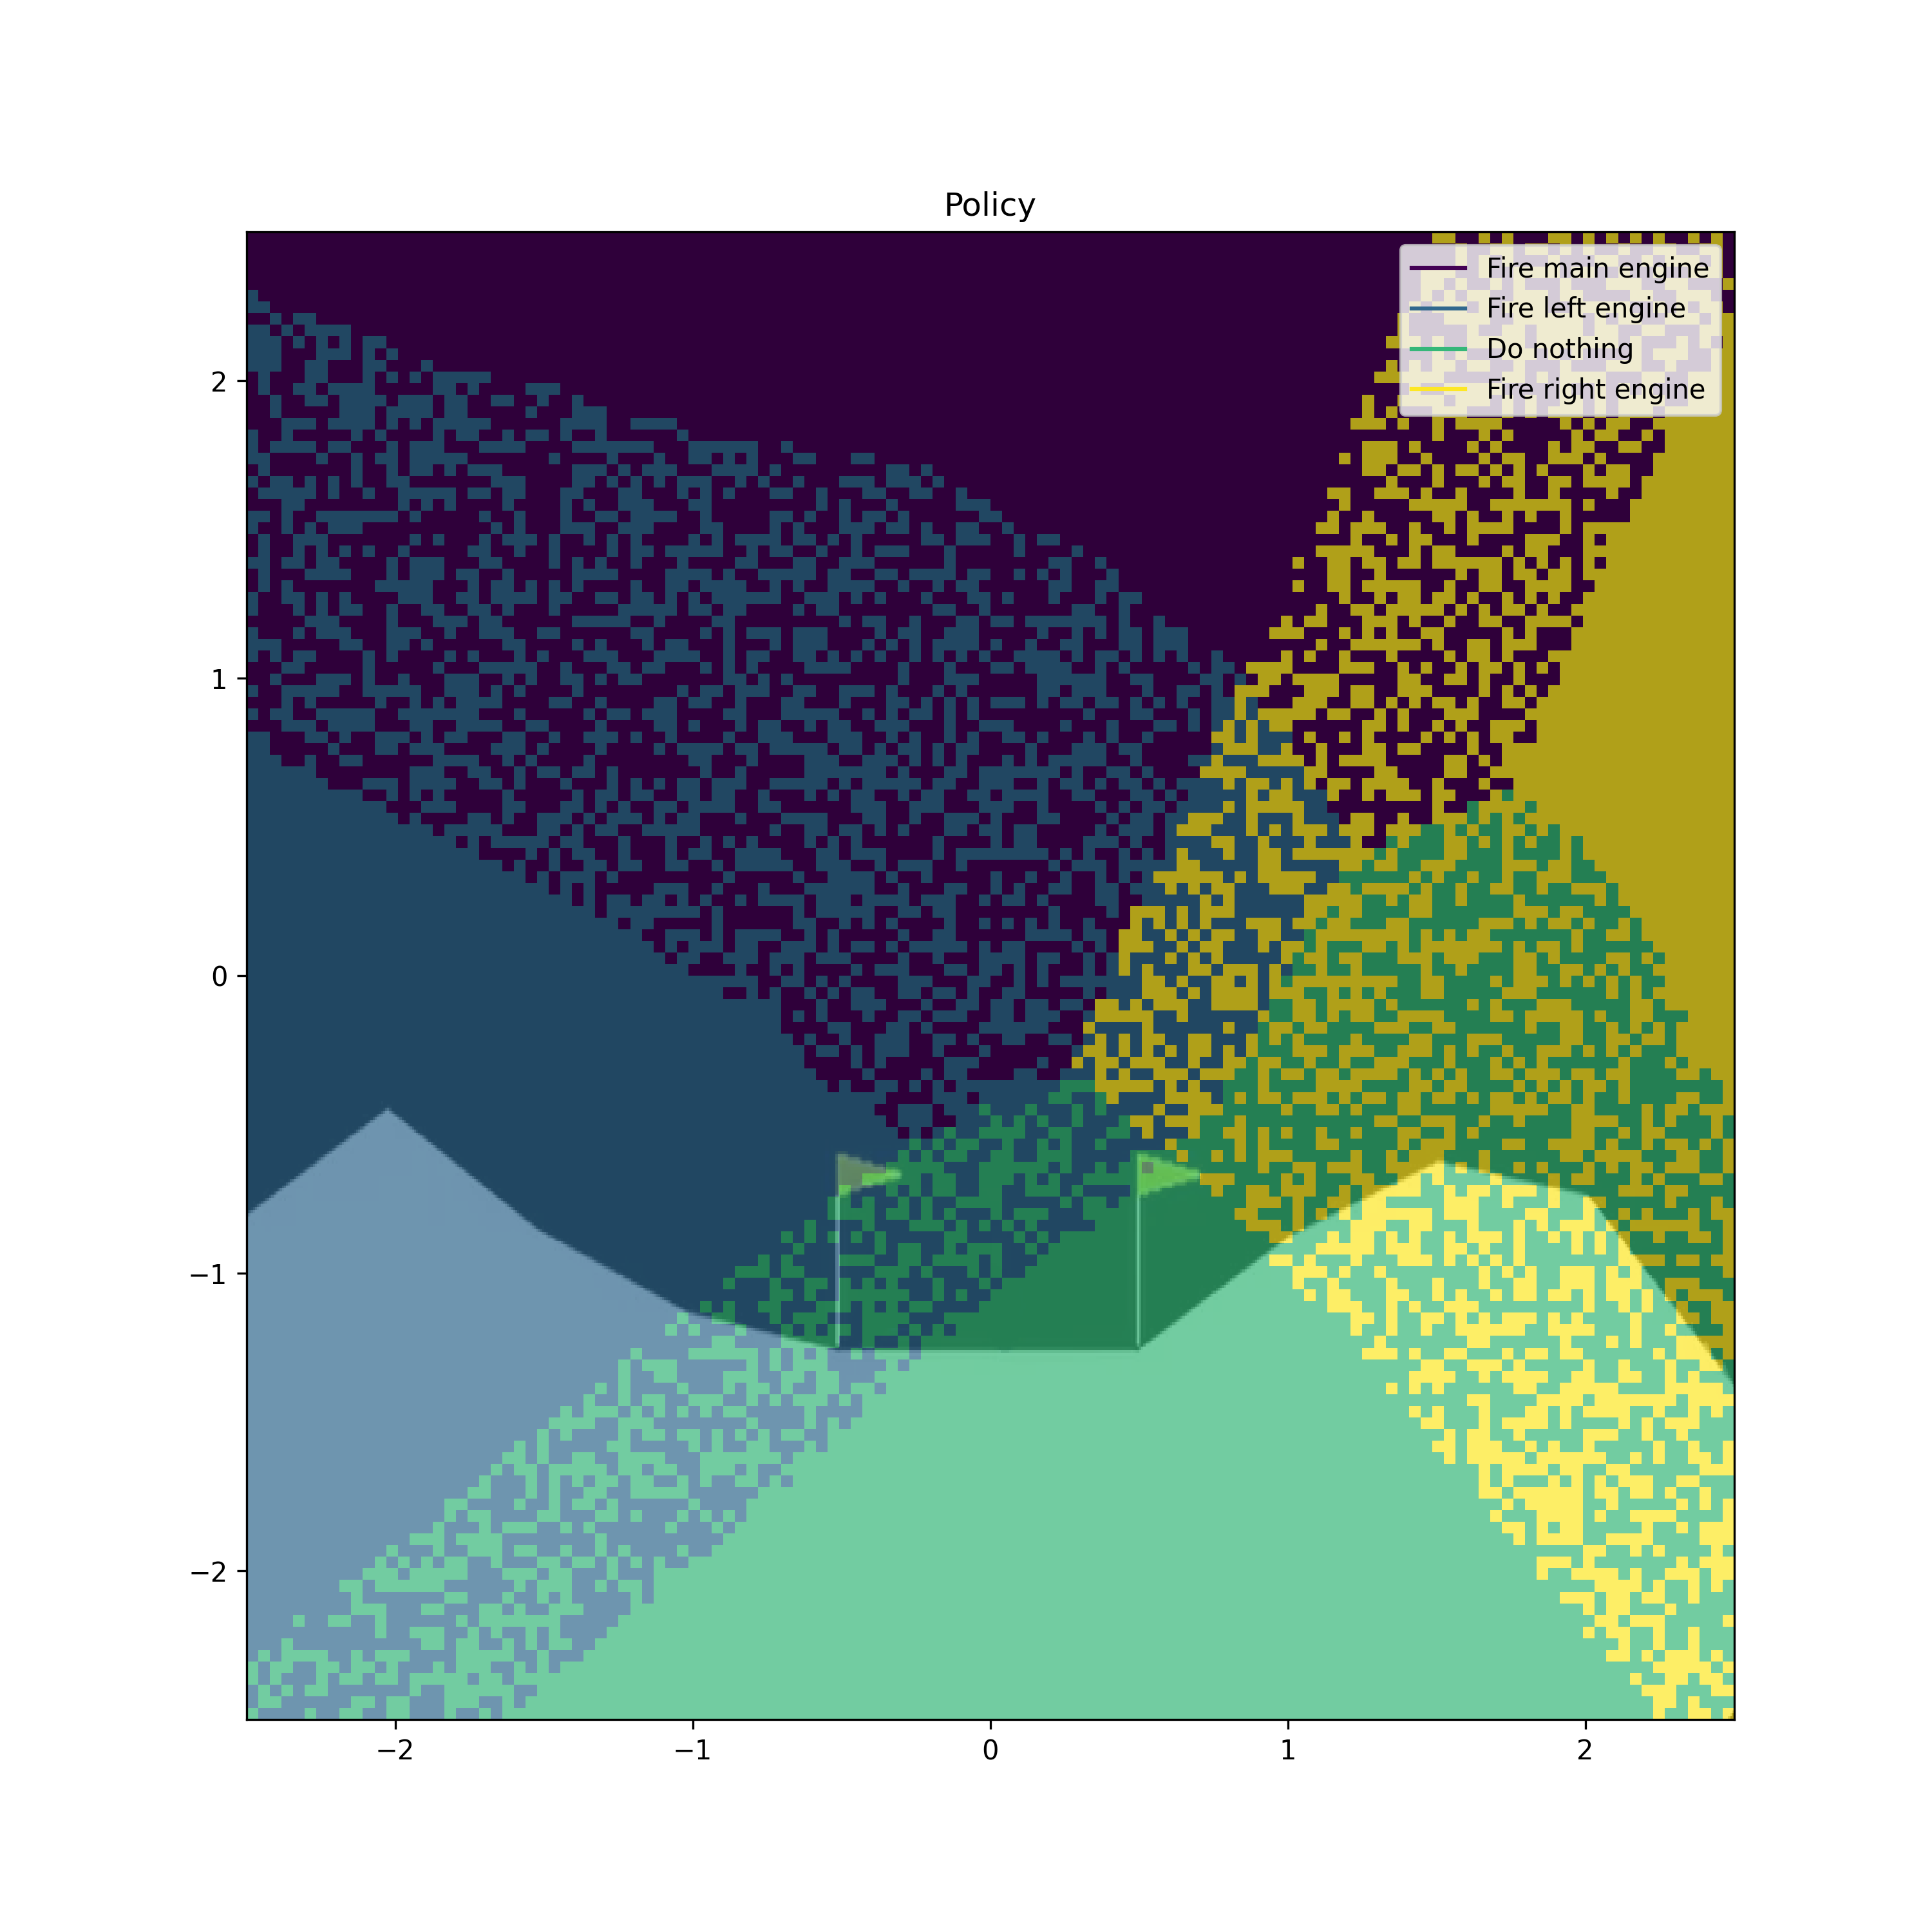 Policy
Fire main engine
Fire left engine
Do nothing
Fire right engine
2
1
0
−1
−2
−2
−1
0
1
2